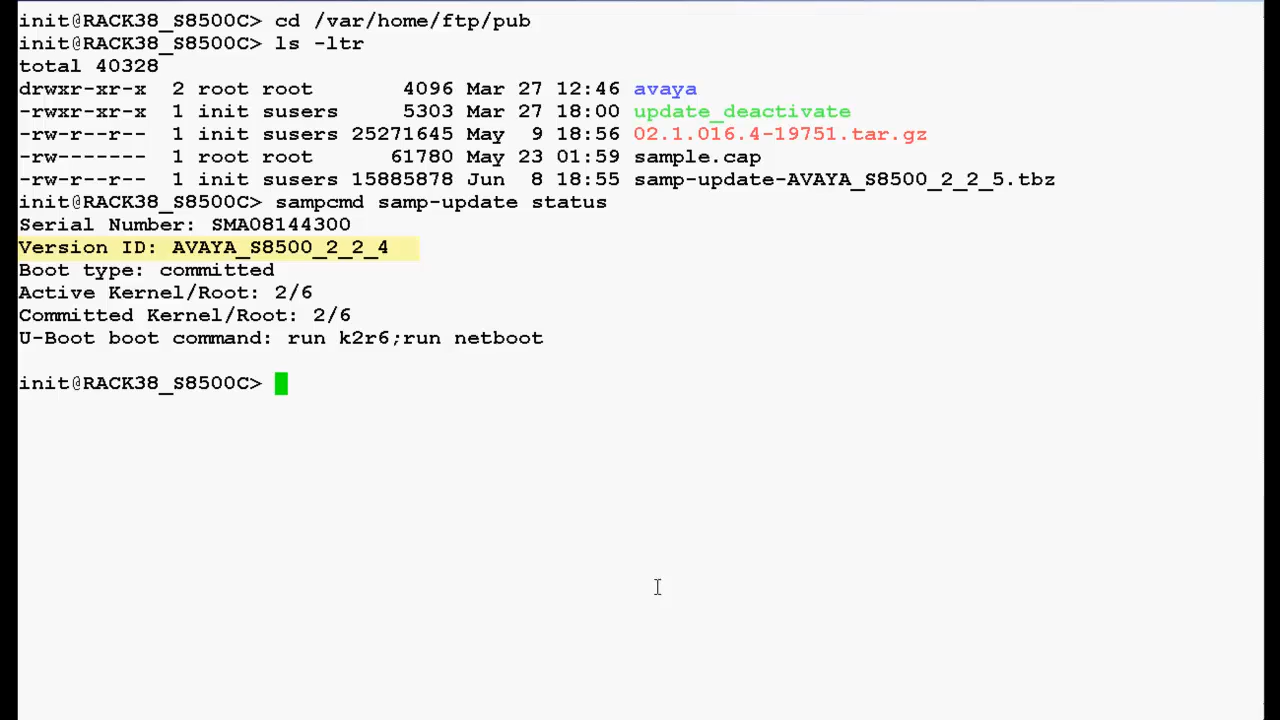 init@RACK38_S8500C> cd /var/home/ftp/pub
init@RACK38_S8500C> ls -ltr
total 40328
drwxr-xr-x  2 root root       4096 Mar 27 12:46 avaya
-rwxr-xr-x  1 init susers     5303 Mar 27 18:00 update_deactivate
-rw-r--r--  1 init susers 25271645 May  9 18:56 02.1.016.4-19751.tar.gz
-rw-------  1 root root      61780 May 23 01:59 sample.cap
-rw-r--r--  1 init susers 15885878 Jun  8 18:55 samp-update-AVAYA_S8500_2_2_5.tbz
init@RACK38_S8500C> sampcmd samp-update status
Serial Number: SMA08144300
Version ID: AVAYA_S8500_2_2_4
Boot type: committed
Active Kernel/Root: 2/6
Committed Kernel/Root: 2/6
U-Boot boot command: run k2r6;run netboot
init@RACK38_S8500C>